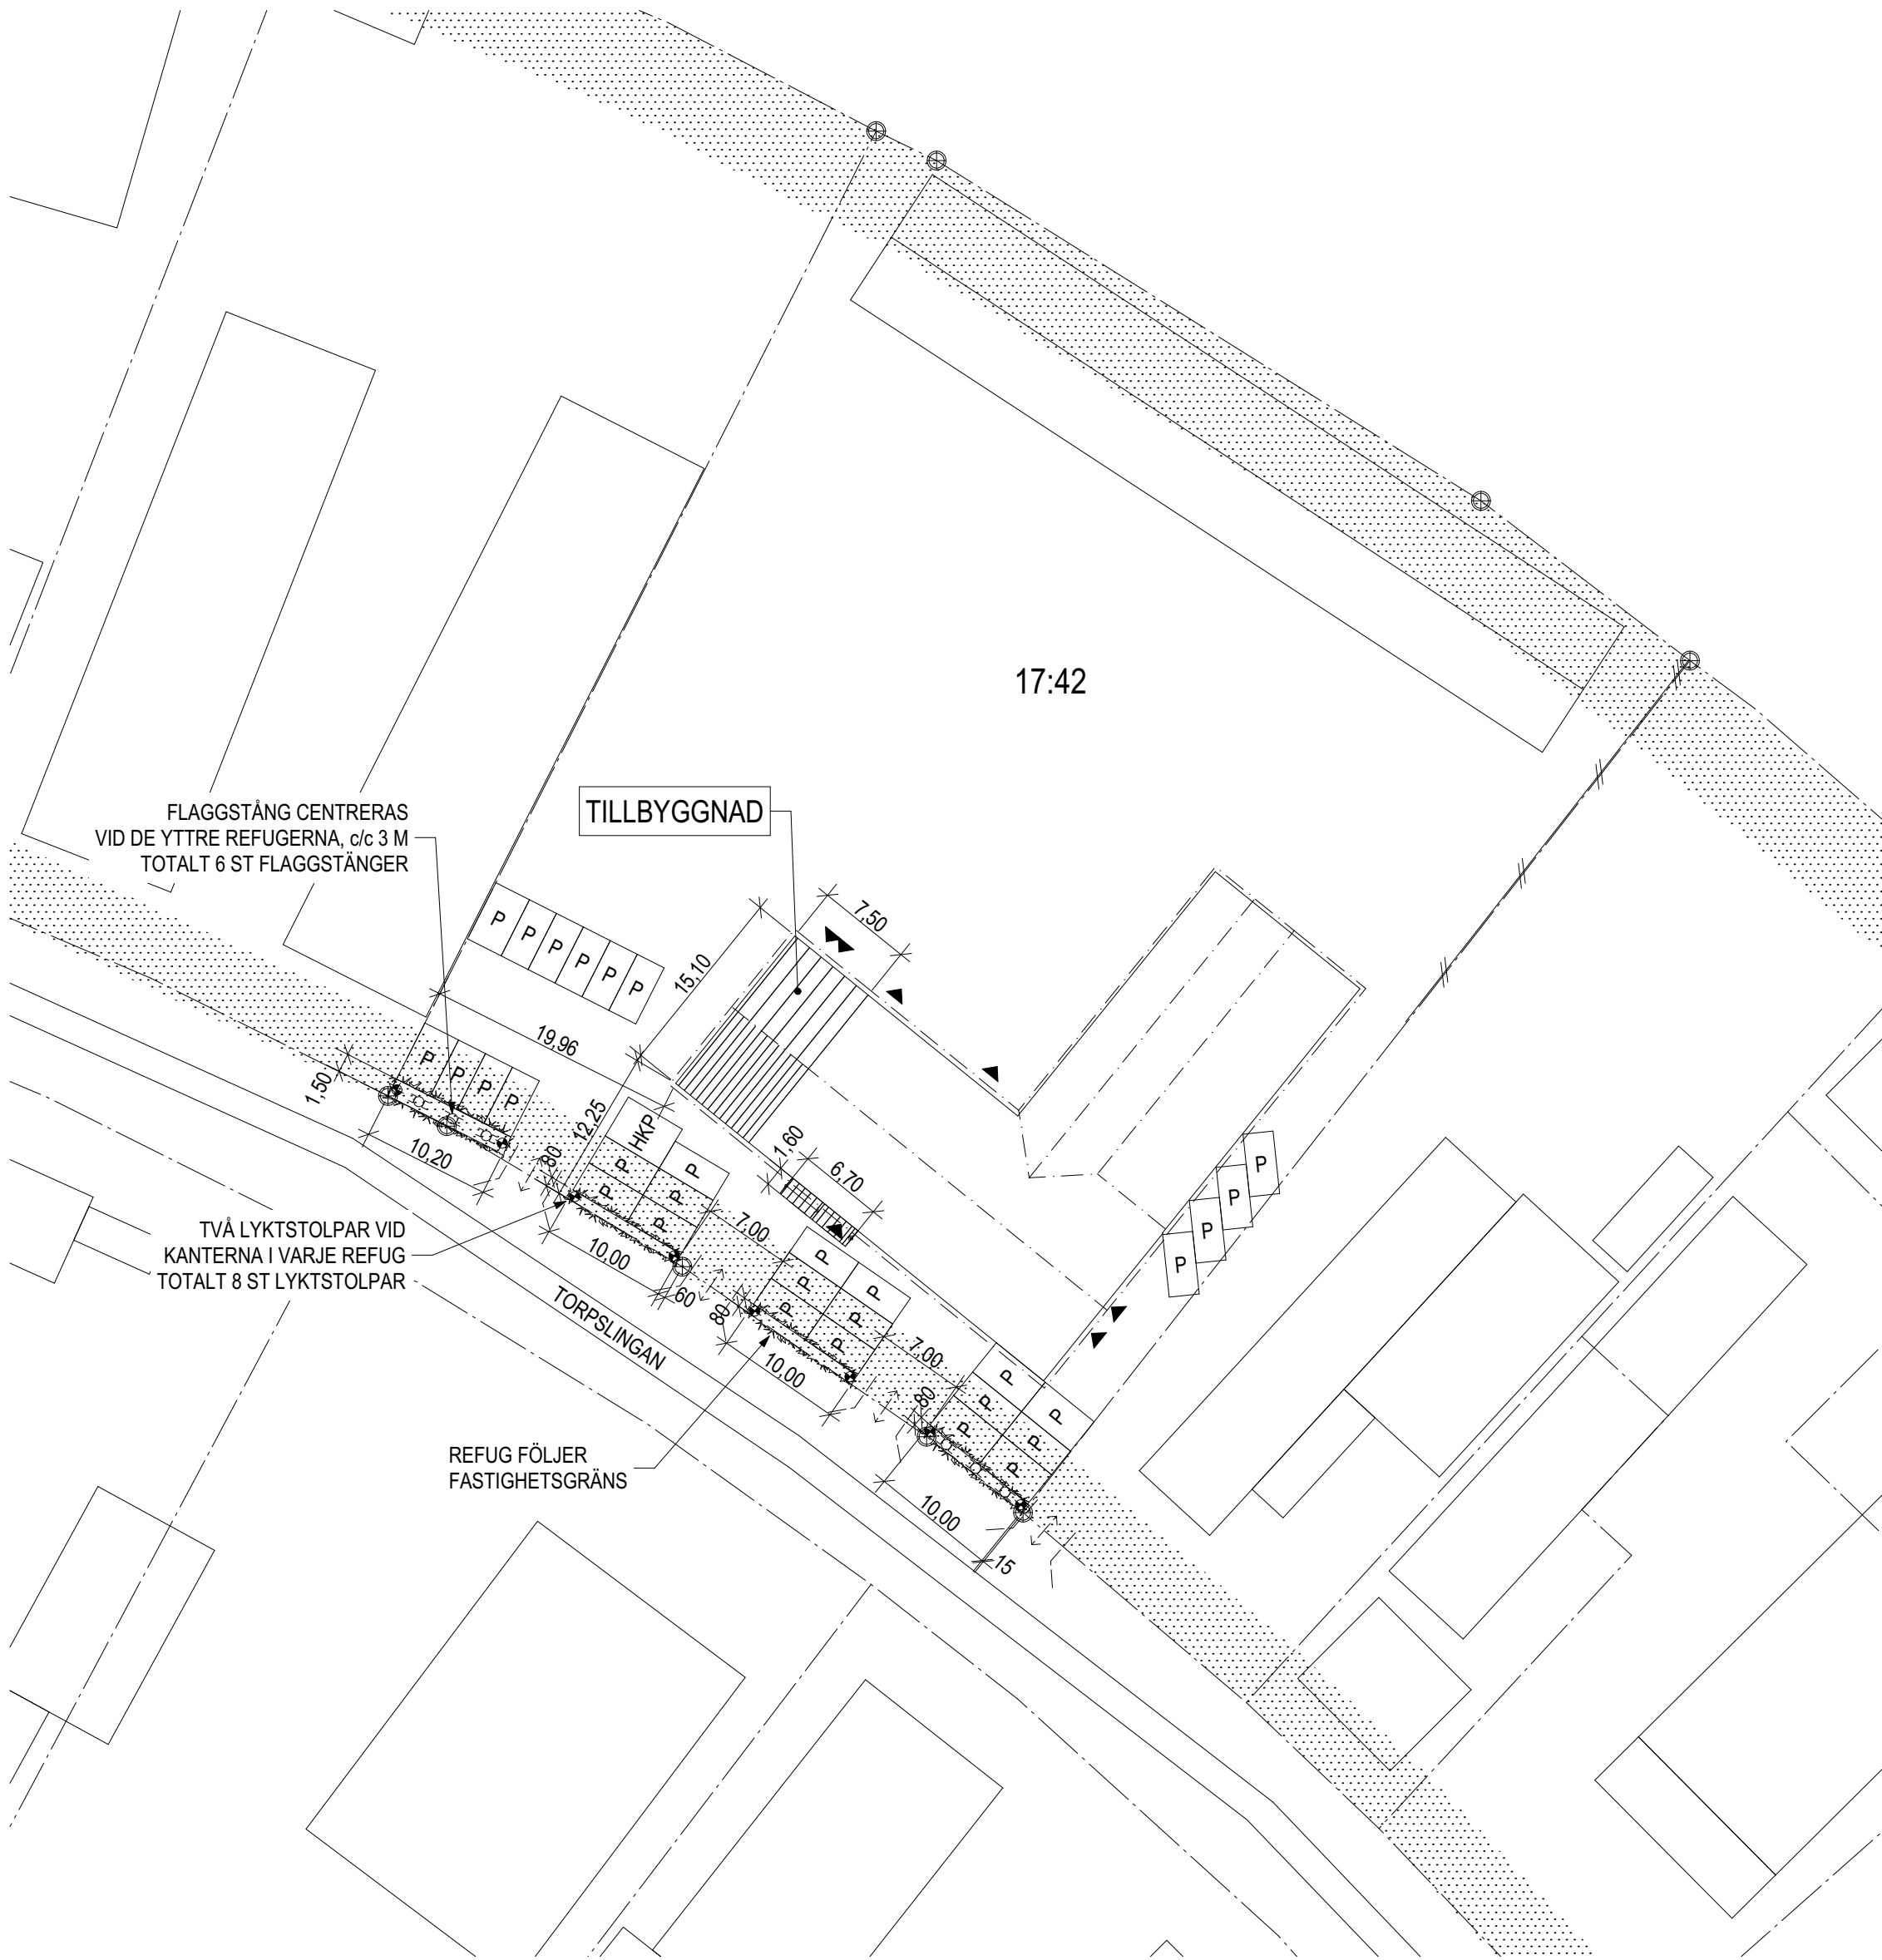 17:42
TILLBYGGNAD
FLAGGSTÅNG CENTRERAS
VID DE YTTRE REFUGERNA, c/c 3 M
TOTALT 6 ST FLAGGSTÄNGER
7,50
15,10
P P P P P P
19,96
P P P P
1,50
10,20
12,25
80
HKP
P P
P P
P
1,60
6,70
TVÅ LYKTSTOLPAR VID
KANTERNA I VARJE REFUG
TOTALT 8 ST LYKTSTOLPAR
10,00
60
7,00
P P
P P
P P
80
10,00
TORPSLINGAN
7,00
P P
P P
P P
80
10,00
15
P
P
P
P
REFUG FÖLJER
FASTIGHETSGRÄNS